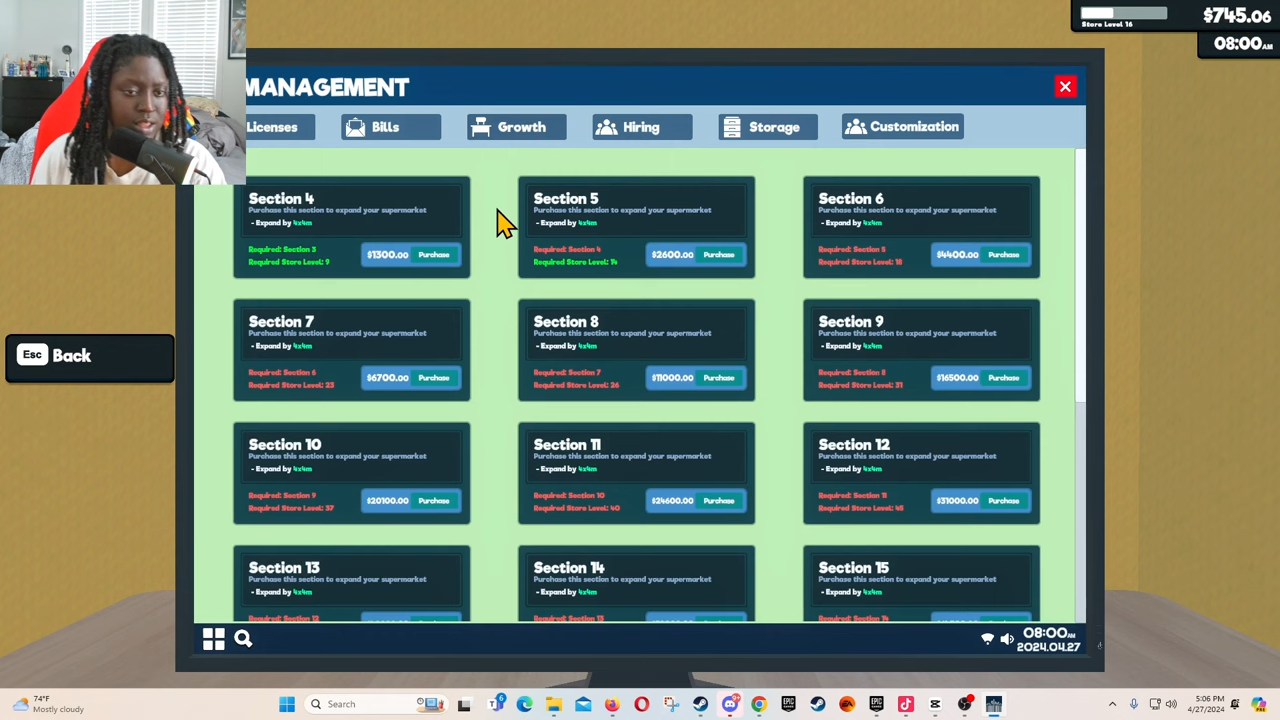 $745.06
Store Level 16
08:00AM
MANAGEMENT
Licenses
Bills
Growth
Hiring
Storage
Customization
Section 4
Purchase this section to expand your supermarket
- Expand by 4x4m
Required: Section 3
Required Store Level: 9
$1300.00 Purchase
Section 5
Purchase this section to expand your supermarket
- Expand by 4x4m
Required: Section 4
Required Store Level: 14
$2600.00 Purchase
Section 6
Purchase this section to expand your supermarket
- Expand by 4x4m
Required: Section 5
Required Store Level: 18
$4400.00 Purchase
Section 7
Purchase this section to expand your supermarket
- Expand by 4x4m
Required: Section 6
Required Store Level: 23
$6700.00 Purchase
Section 8
Purchase this section to expand your supermarket
- Expand by 4x4m
Required: Section 7
Required Store Level: 26
$11000.00 Purchase
Section 9
Purchase this section to expand your supermarket
- Expand by 4x4m
Required: Section 8
Required Store Level: 31
$16500.00 Purchase
Esc Back
Section 10
Purchase this section to expand your supermarket
- Expand by 4x4m
Required: Section 9
Required Store Level: 37
$20100.00 Purchase
Section 11
Purchase this section to expand your supermarket
- Expand by 4x4m
Required: Section 10
Required Store Level: 40
$24600.00 Purchase
Section 12
Purchase this section to expand your supermarket
- Expand by 4x4m
Required: Section 11
Required Store Level: 45
$31000.00 Purchase
Section 13
Purchase this section to expand your supermarket
- Expand by 4x4m
Required: Section 12
Section 14
Purchase this section to expand your supermarket
- Expand by 4x4m
Required: Section 13
Section 15
Purchase this section to expand your supermarket
- Expand by 4x4m
Required: Section 14
08:00AM
2024.04.27
74°F
Mostly cloudy
Search
5:06 PM
4/27/2024